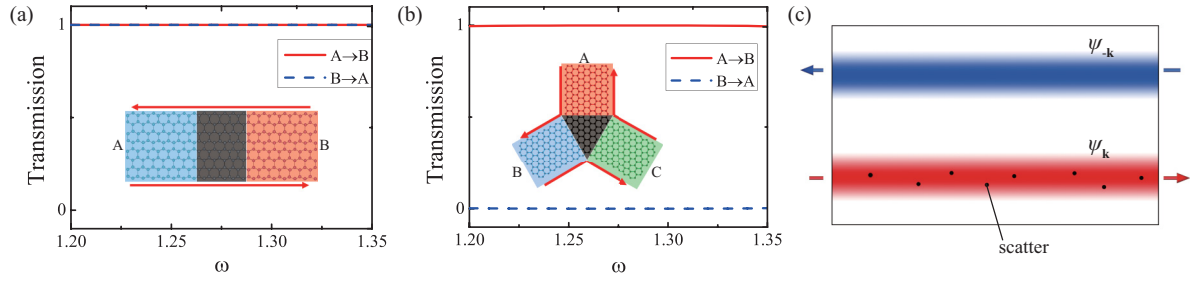 (a)
Transmission
1
0
A→B
B→A
A
B
1.20
1.25
1.30
1.35
ω
(b)
Transmission
1
0
A→B
B→A
A
B
C
1.20
1.25
1.30
1.35
ω
(c)
ψ-k
ψk
scatter